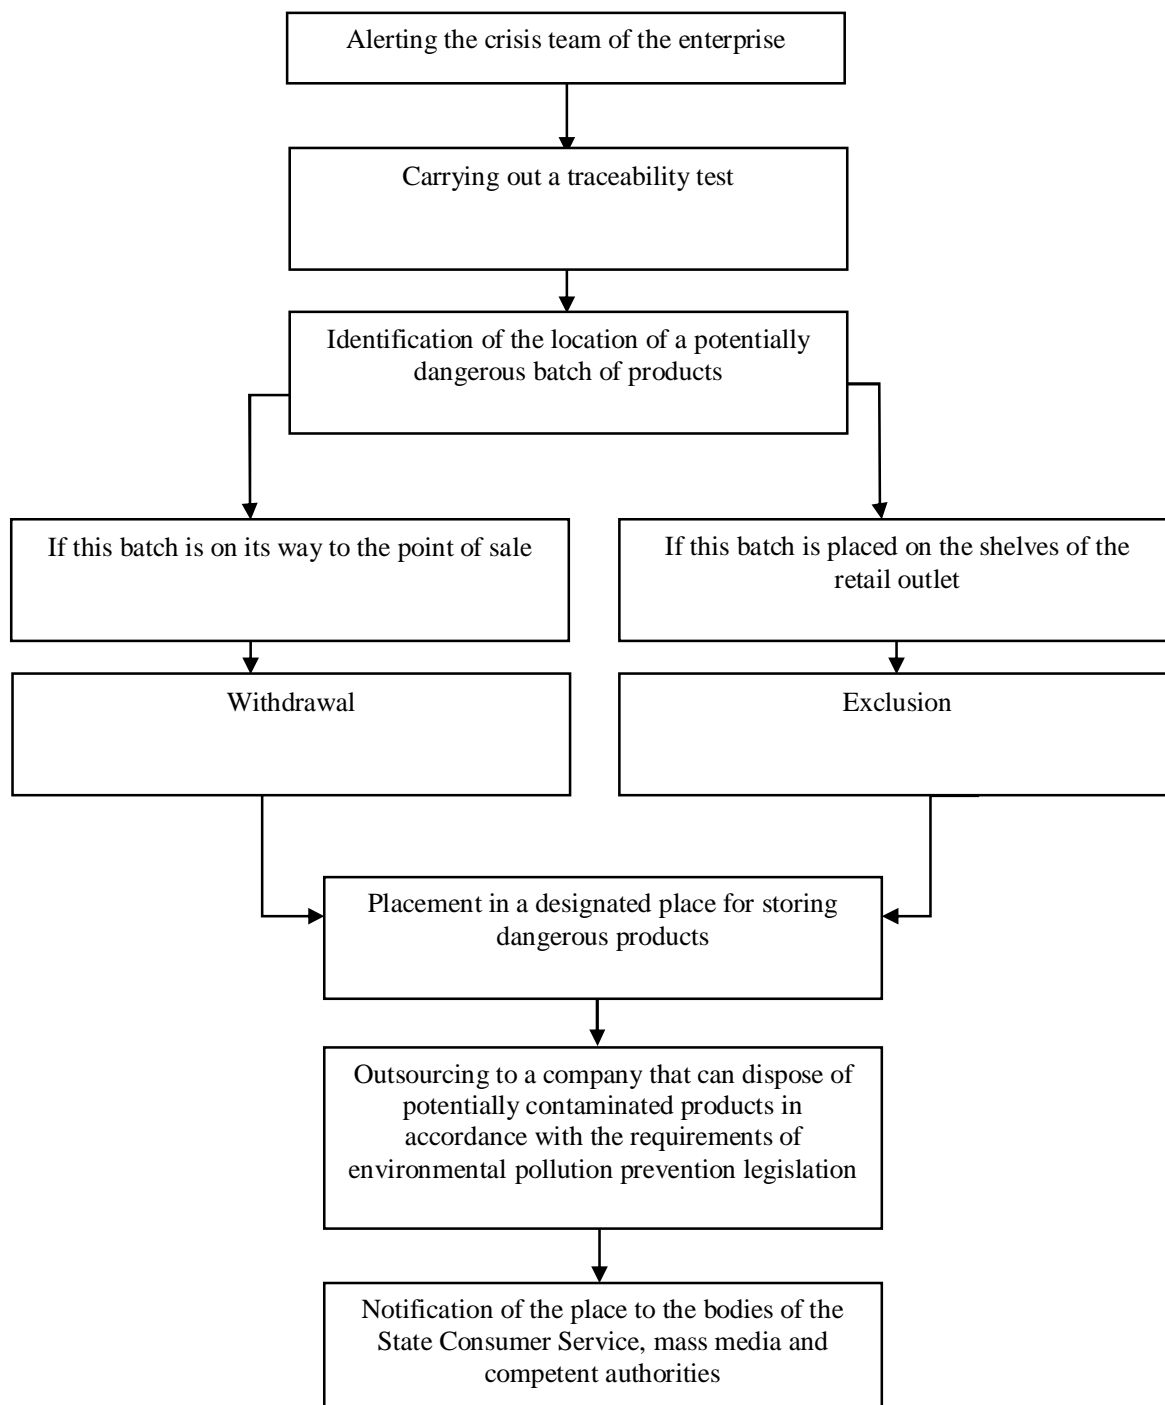 Alerting the crisis team of the enterprise
Carrying out a traceability test
Identification of the location of a potentially
dangerous batch of products
If this batch is on its way to the point of sale
If this batch is placed on the shelves of the
retail outlet
Withdrawal
Exclusion
Placement in a designated place for storing
dangerous products
Outsourcing to a company that can dispose of
potentially contaminated products in
accordance with the requirements of
environmental pollution prevention legislation
Notification of the place to the bodies of the
State Consumer Service, mass media and
competent authorities